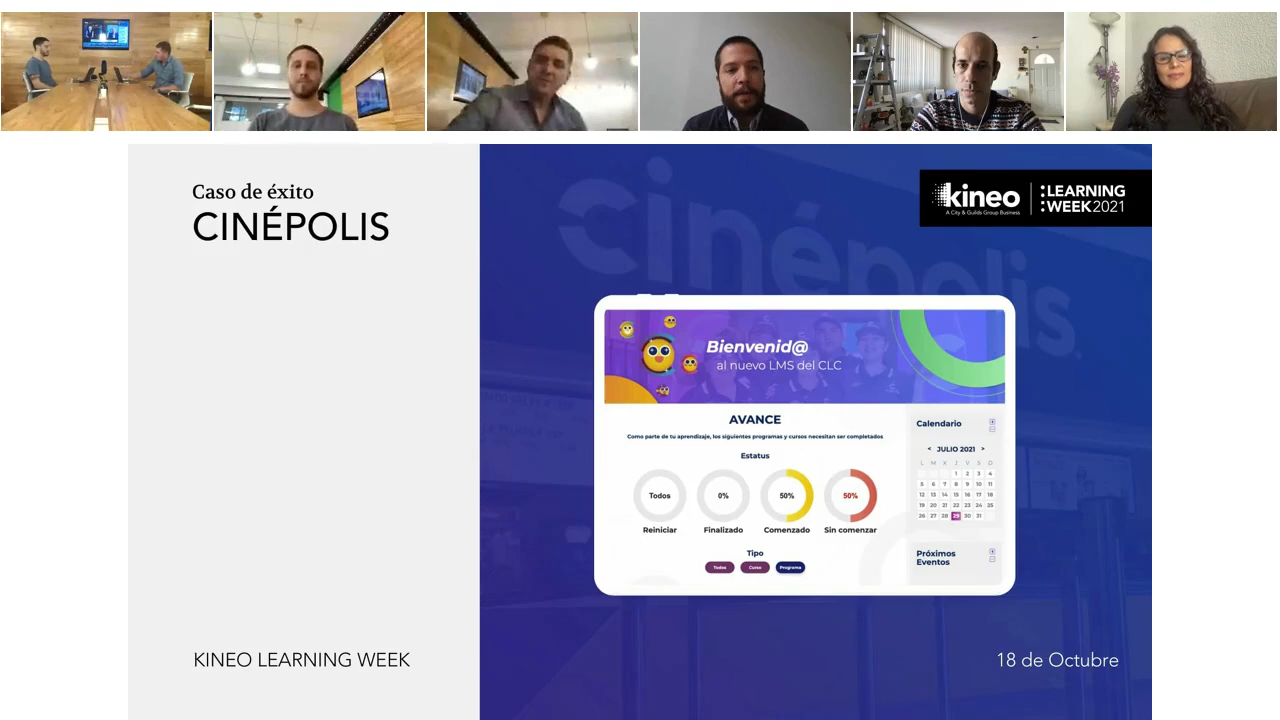 Caso de éxito
CINÉPOLIS
Cinépolis
kineo
A City & Guilds Group Business
:LEARNING
:WEEK2021
Bienvenid@
al nuevo LMS del CLC
AVANCE
Como parte de tu aprendizaje, los siguientes programas y cursos necesitan ser completados
Estatus
Todos 0% 50% 50%
Reiniciar Finalizado Comenzado Sin comenzar
Tipo
Todos Curso Programa
Calendario
< JULIO 2021 >
L M X J V S D
1 2 3 4
5 6 7 8 9 10 11
12 13 14 15 16 17 18
19 20 21 22 23 24 25
26 27 28 29 30 31
Próximos
Eventos
KINEO LEARNING WEEK
18 de Octubre